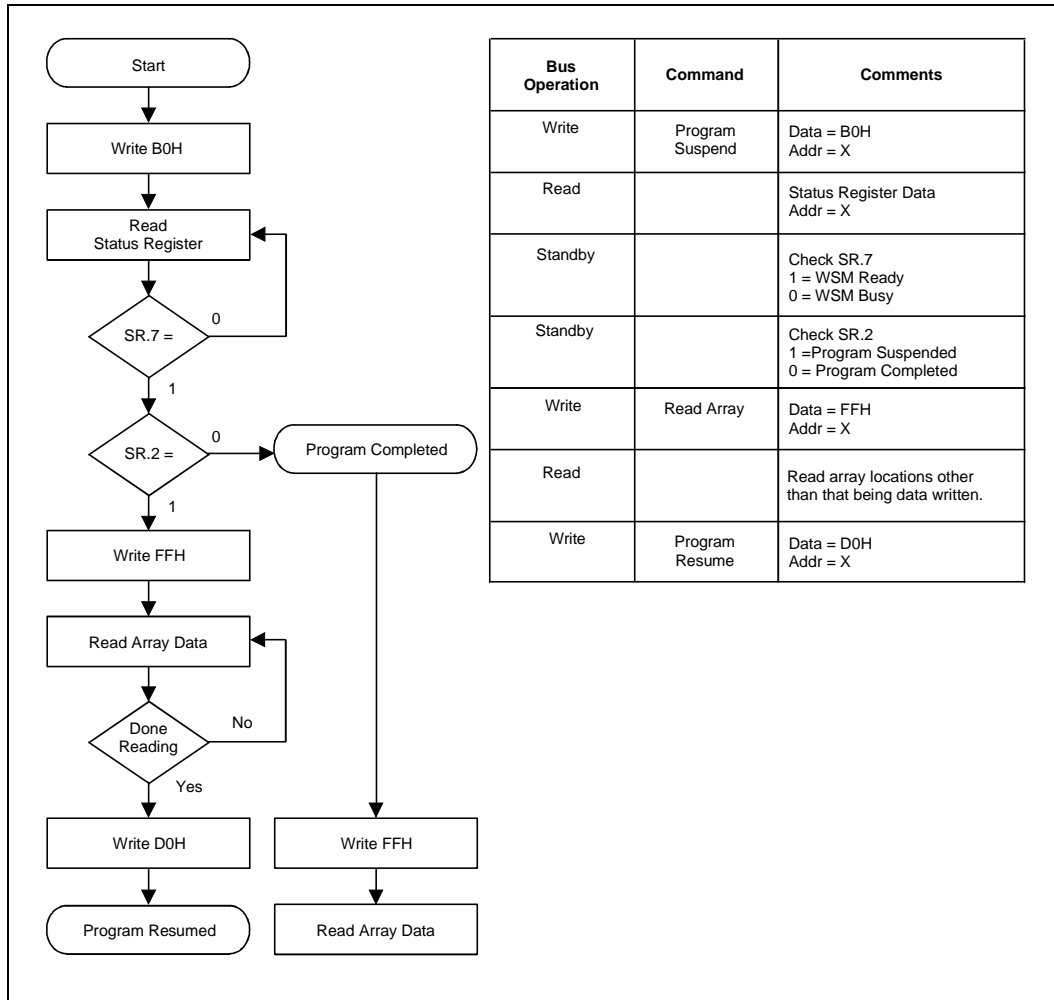 Start
Write B0H
Read
Status Register
SR.7 =
0
1
SR.2 =
0
Program Completed
1
Write FFH
Read Array Data
Done
Reading
No
Yes
Write D0H
Write FFH
Program Resumed
Read Array Data
Bus
Operation
Command
Comments
Write
Program
Suspend
Data = B0H
Addr = X
Read
Status Register Data
Addr = X
Standby
Check SR.7
1 = WSM Ready
0 = WSM Busy
Standby
Check SR.2
1 =Program Suspended
0 = Program Completed
Write
Read Array
Data = FFH
Addr = X
Read
Read array locations other
than that being data written.
Write
Program
Resume
Data = D0H
Addr = X